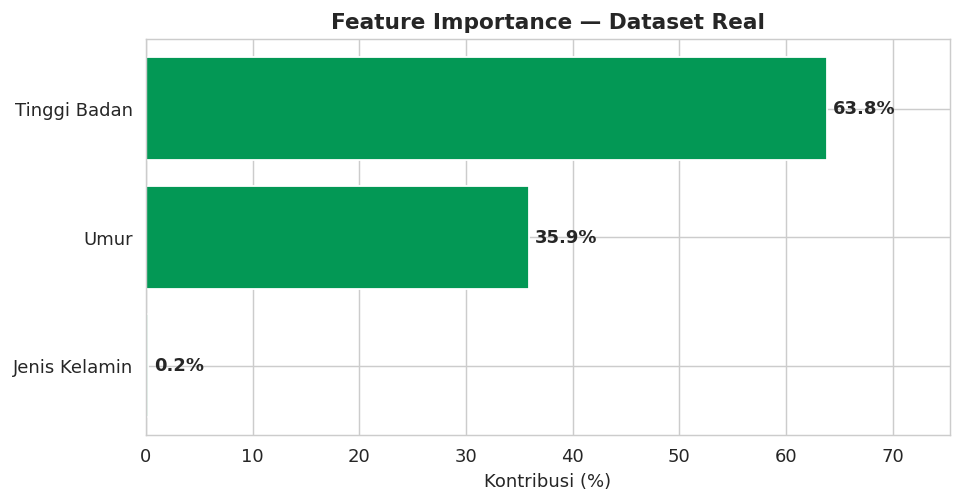 Feature Importance — Dataset Real
Tinggi Badan
63.8%
Umur
35.9%
Jenis Kelamin
0.2%
0 10 20 30 40 50 60 70
Kontribusi (%)